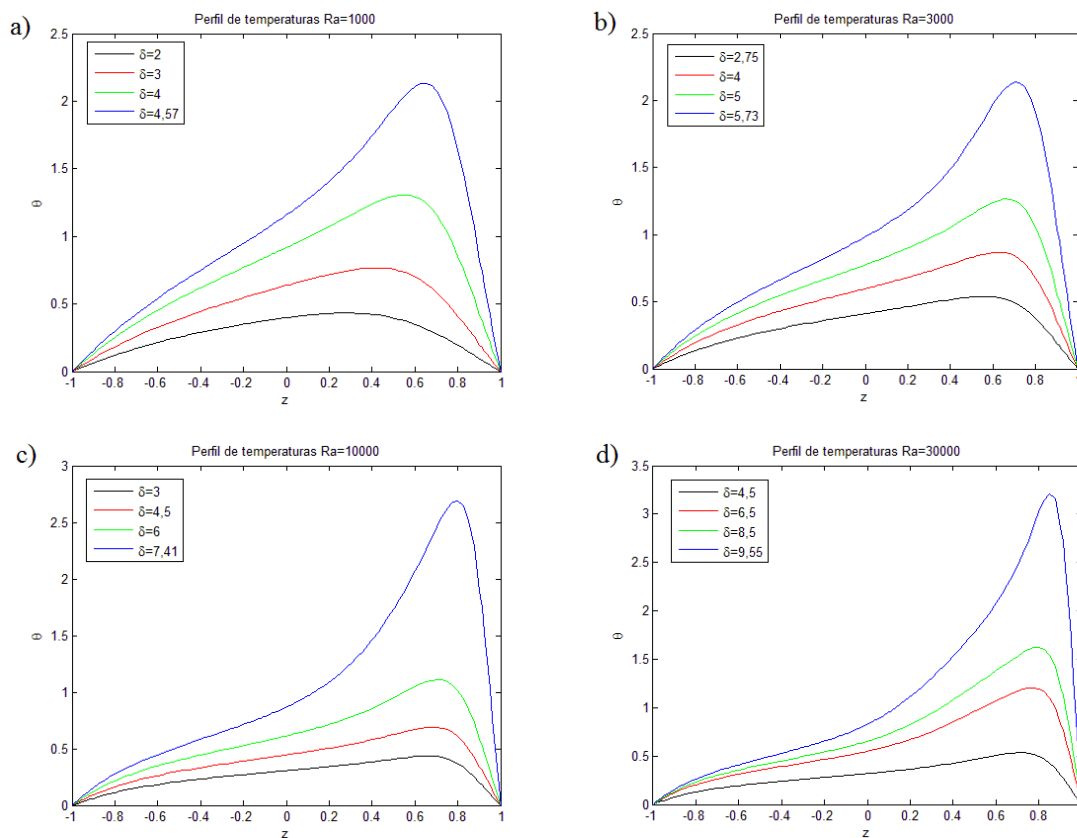 a)
Perfil de temperaturas Ra=1000
2.5
2
1.5
1
0.5
0
θ
δ=2
δ=3
δ=4
δ=4,57
-1 -0.8 -0.6 -0.4 -0.2 0 0.2 0.4 0.6 0.8 1
z
b)
Perfil de temperaturas Ra=3000
2.5
2
1.5
1
0.5
0
θ
δ=2,75
δ=4
δ=5
δ=5,73
-1 -0.8 -0.6 -0.4 -0.2 0 0.2 0.4 0.6 0.8
z
c)
Perfil de temperaturas Ra=10000
3
2.5
2
1.5
1
0.5
0
θ
δ=3
δ=4,5
δ=6
δ=7,41
-1 -0.8 -0.6 -0.4 -0.2 0 0.2 0.4 0.6 0.8 1
z
d)
Perfil de temperaturas Ra=30000
3.5
3
2.5
2
1.5
1
0.5
0
θ
δ=4,5
δ=6,5
δ=8,5
δ=9,55
-1 -0.8 -0.6 -0.4 -0.2 0 0.2 0.4 0.6 0.8
z